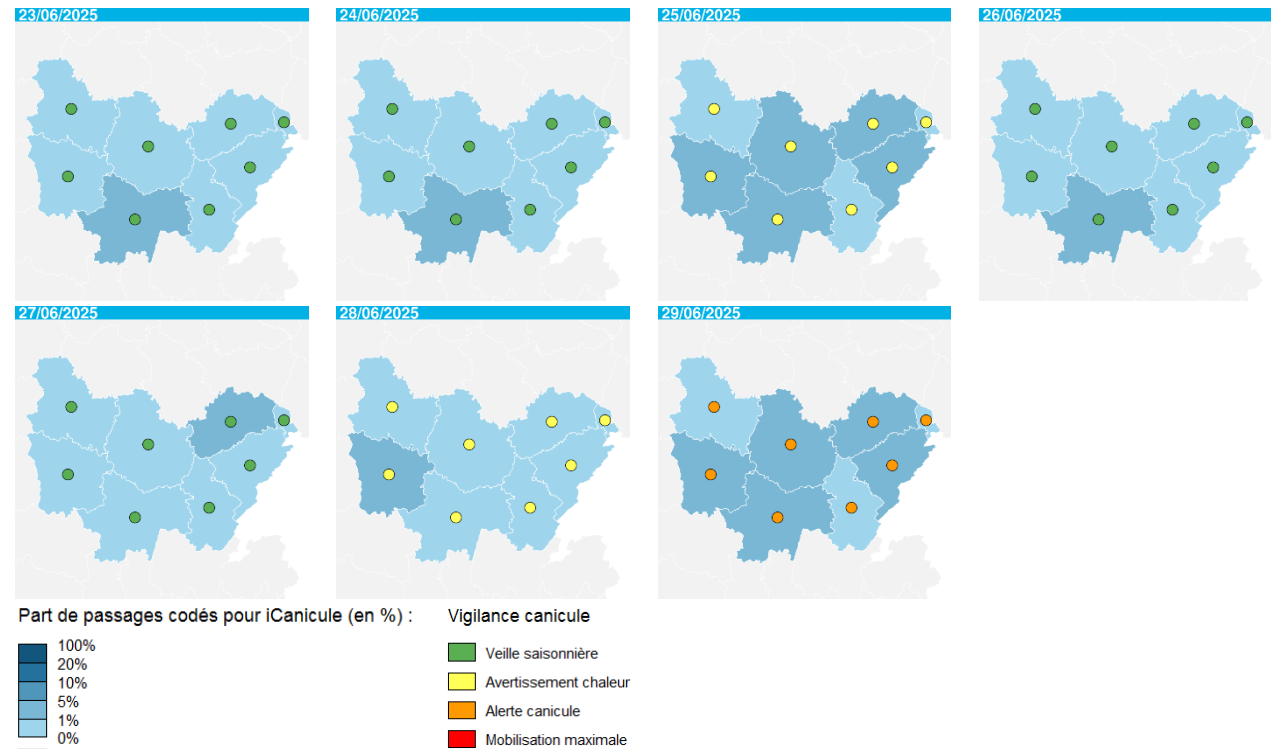 23/06/2025
24/06/2025
25/06/2025
26/06/2025
27/06/2025
28/06/2025
29/06/2025
Part de passages codés pour iCanicule (en %) :
100%
20%
10%
5%
1%
0%
Vigilance canicule
Veille saisonnière
Avertissement chaleur
Alerte canicule
Mobilisation maximale